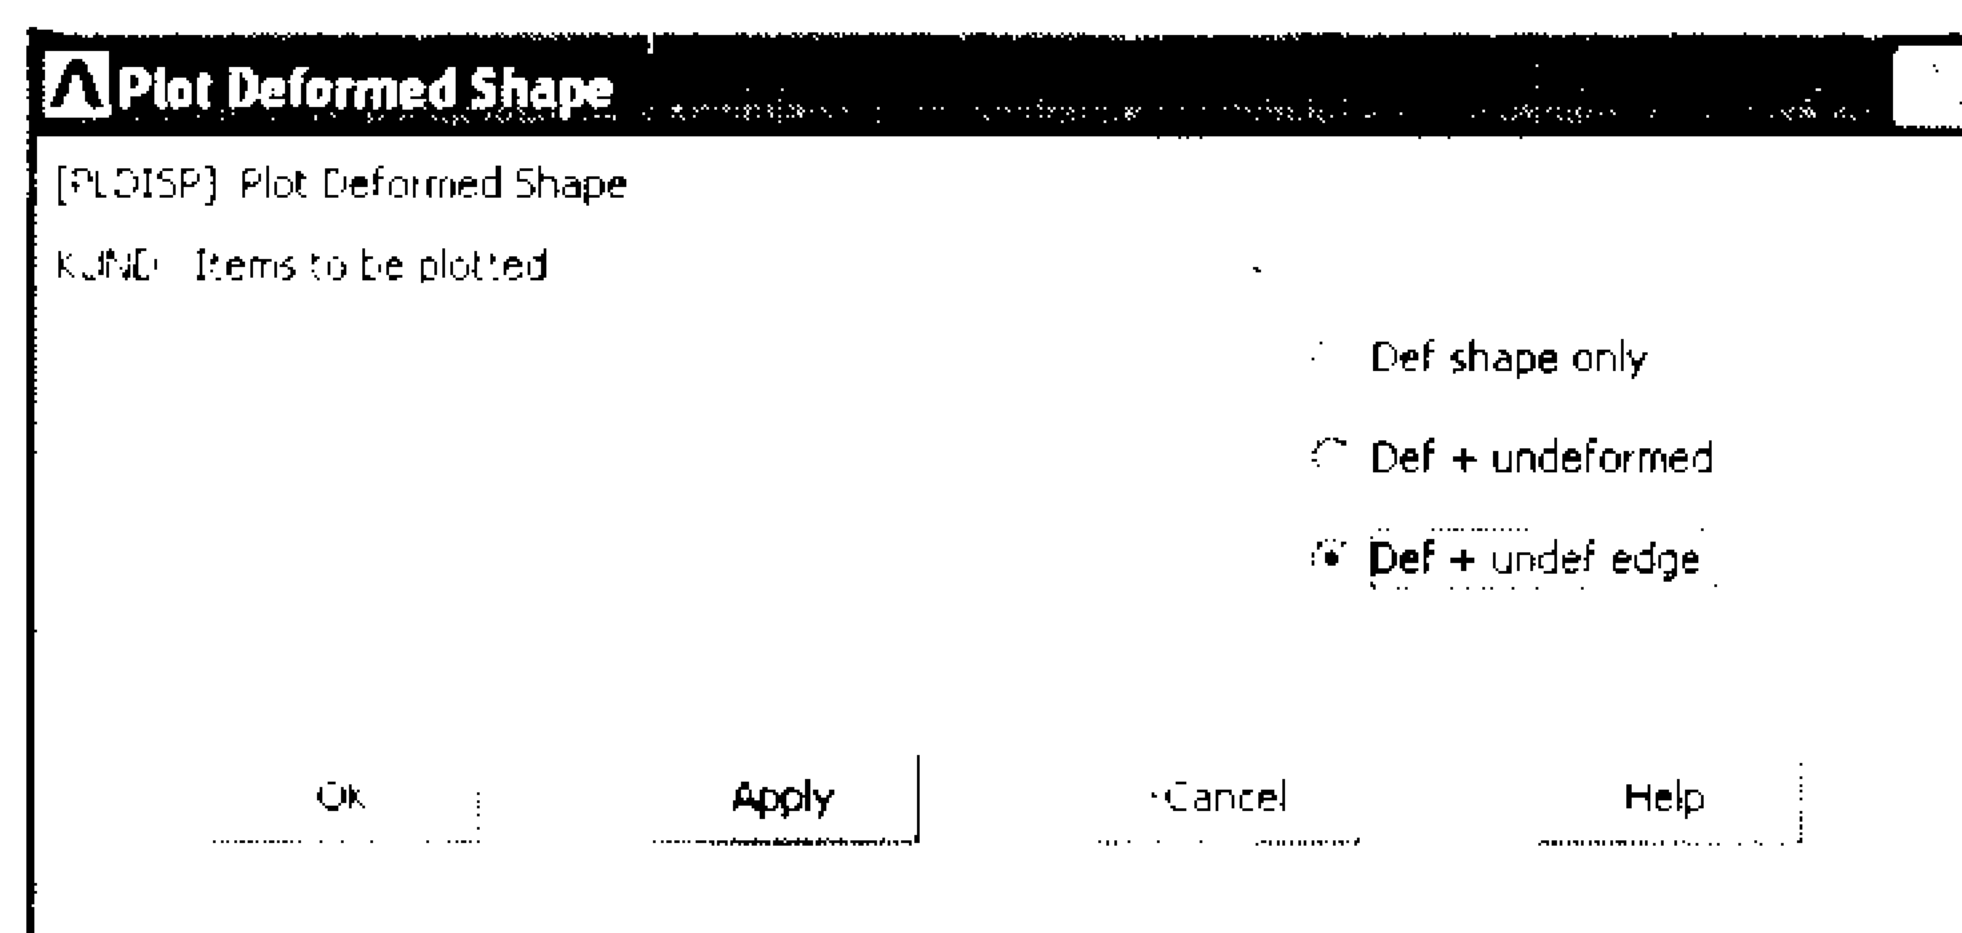 Plot Deformed Shape
[PLDISP] Plot Deformed Shape
KUND Items to be plotted
Def shape only
Def + undeformed
Def + undef edge
Ok Apply Cancel Help